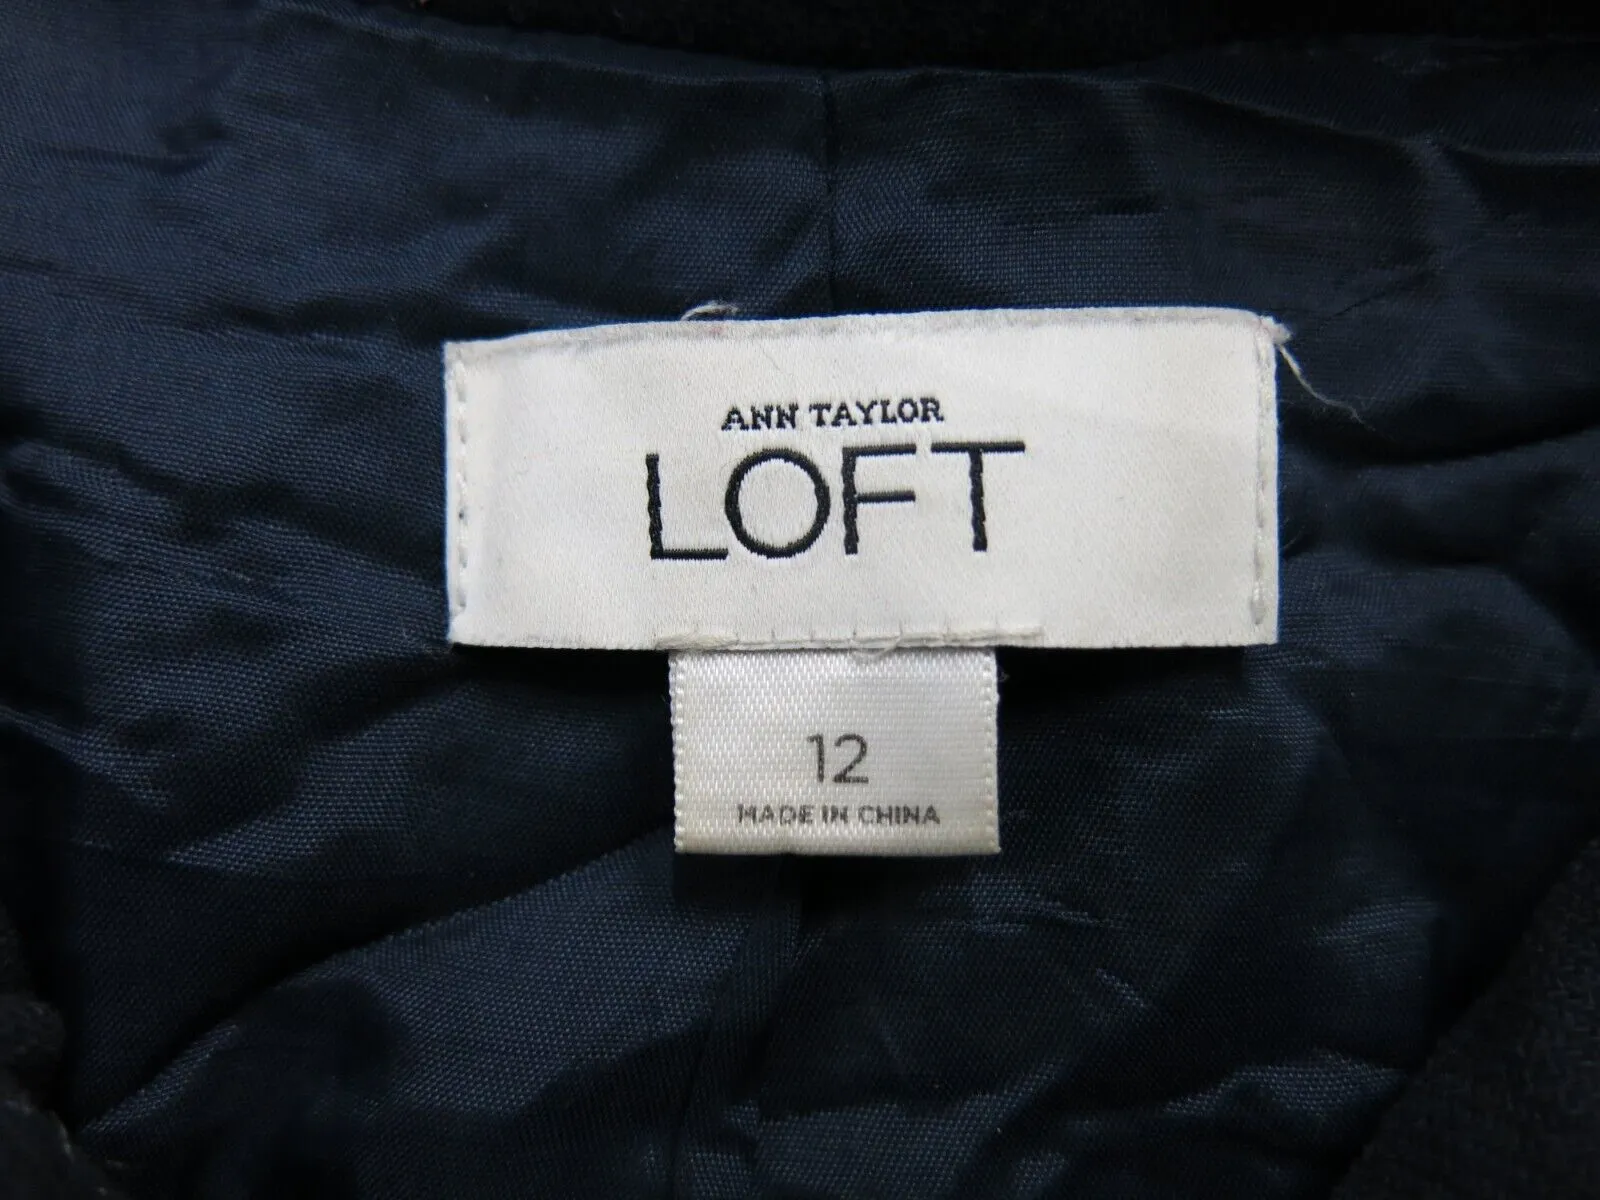 ANN TAYLOR
LOFT
12
MADE IN CHINA